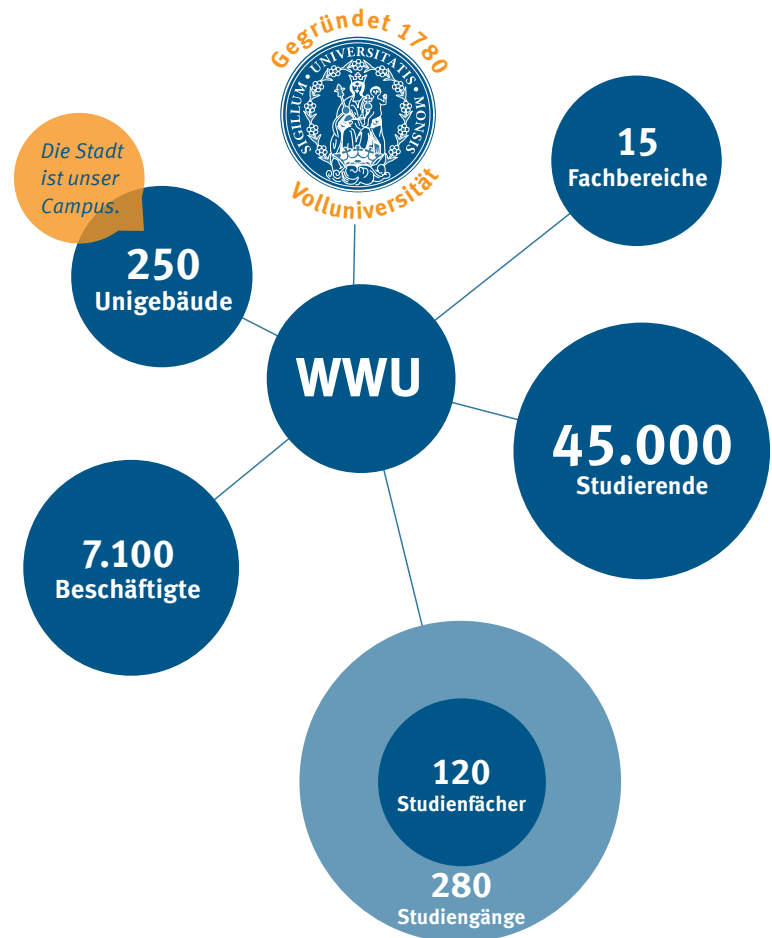 Gegründet 1780
SIGILLUM • UNIVERSITATIS • MONSIS
Volluniversität
15
Fachbereiche
Die Stadt
ist unser
Campus.
250
Unigebäude
WWU
45.000
Studierende
7.100
Beschäftigte
120
Studienfächer
280
Studiengänge